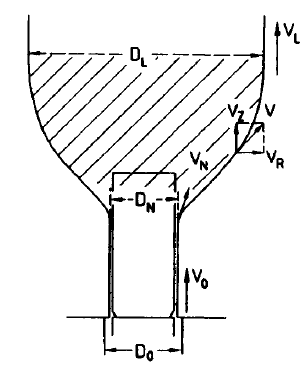 V_L
D_L
V_Z V
V_N V_R
D_N
V_0
D_0